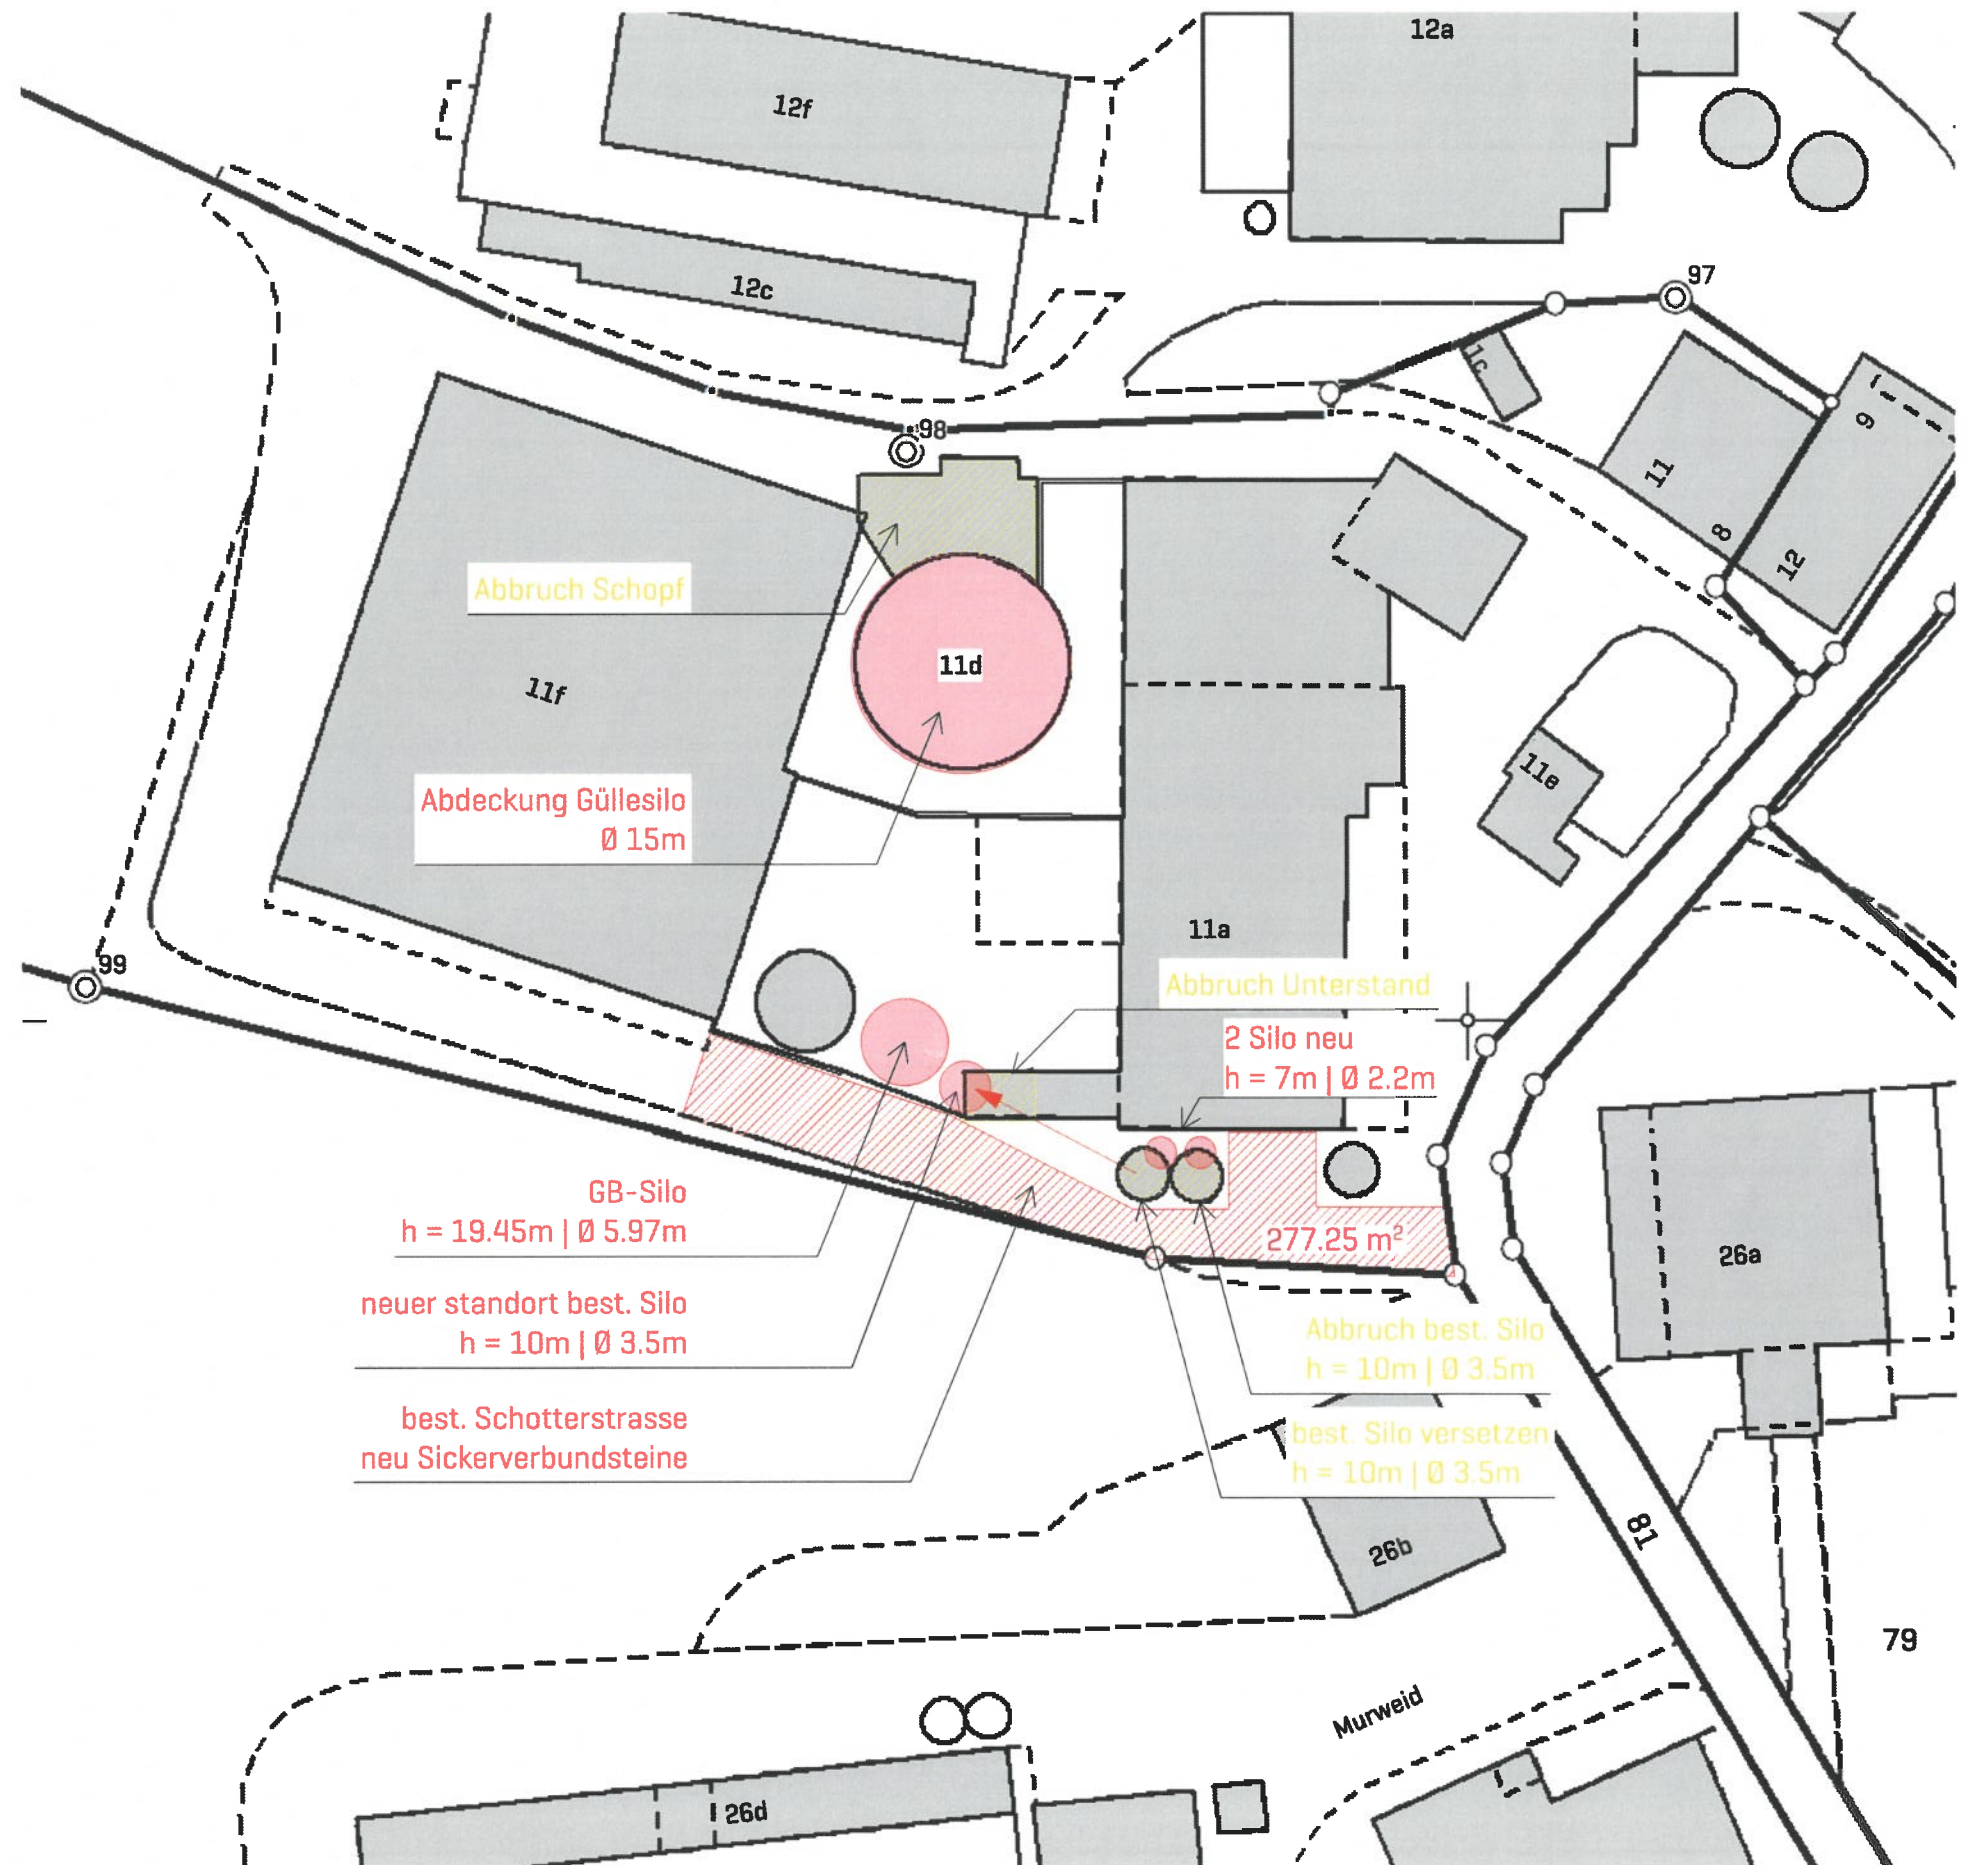 12a
12f
97
12c
1c
9
98
11
8
12
Abbruch Schopf
11d
11f
11e
Abdeckung Güllesilo
Ø 15m
11a
99
Abbruch Unterstand
2 Silo neu
h = 7m | Ø 2.2m
GB-Silo
h = 19.45m | Ø 5.97m
277.25 m²
26a
neuer standort best. Silo
h = 10m | Ø 3.5m
Abbruch best. Silo
h = 10m | Ø 3.5m
best. Schotterstrasse
neu Sickerverbundsteine
best. Silo versetzen
h = 10m | Ø 3.5m
81
26b
79
Murweid
26d